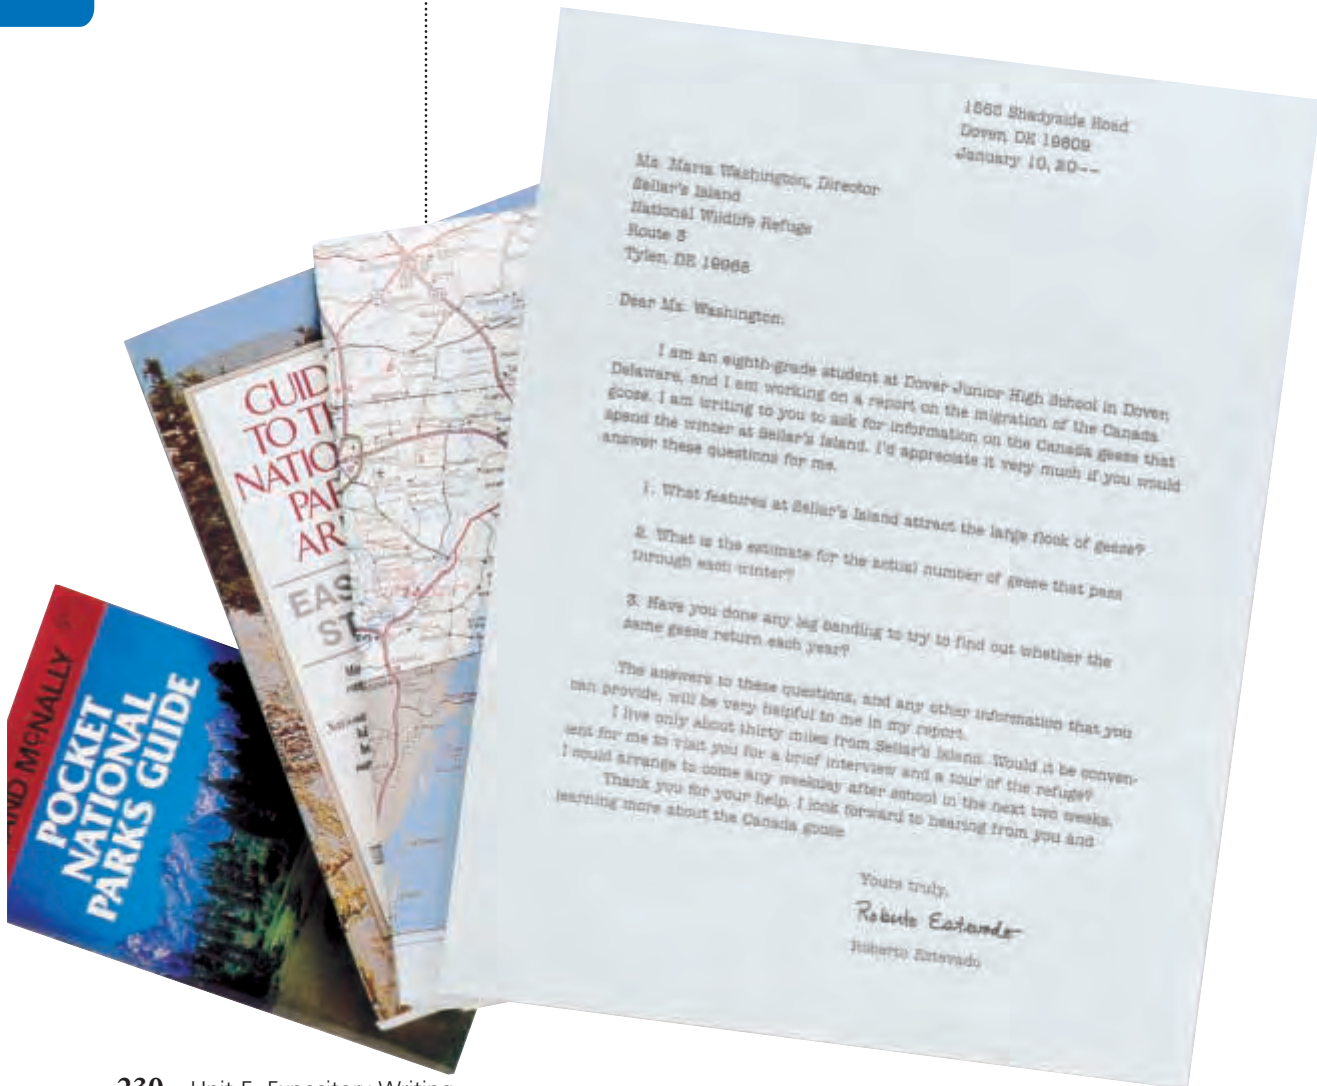 1565 Shadyside Road
Dover, DE 19809
January 10, 20--
Ms. Maria Washington, Director
Sellar's Island
National Wildlife Refuge
Route 3
Tyler, DE 19968
Dear Ms. Washington:
I am an eighth-grade student at Dover Junior High School in Dover,
Delaware, and I am working on a report on the migration of the Canada
goose. I am writing to you to ask for information on the Canada geese that
spend the winter at Sellar's Island. I'd appreciate it very much if you would
answer these questions for me.
1. What features at Sellar's Island attract the large flock of geese?
2. What is the estimate for the actual number of geese that pass
through each winter?
3. Have you done any leg banding to try to find out whether the
same geese return each year?
The answers to these questions, and any other information that you
can provide, will be very helpful to me in my report.
I live only about thirty miles from Sellar's Island. Would it be conven-
ient for me to visit you for a brief interview and a tour of the refuge?
I could arrange to come any weekday after school in the next two weeks.
Thank you for your help. I look forward to hearing from you and
learning more about the Canada goose.
Yours truly,
Roberto Estevado
Roberto Estevado
GUID
TO TH
NATIO
PAR
AR
EAS
ST
AND MCNALLY
POCKET
NATIONAL
PARKS GUIDE
230 Unit 5 Expository Writing